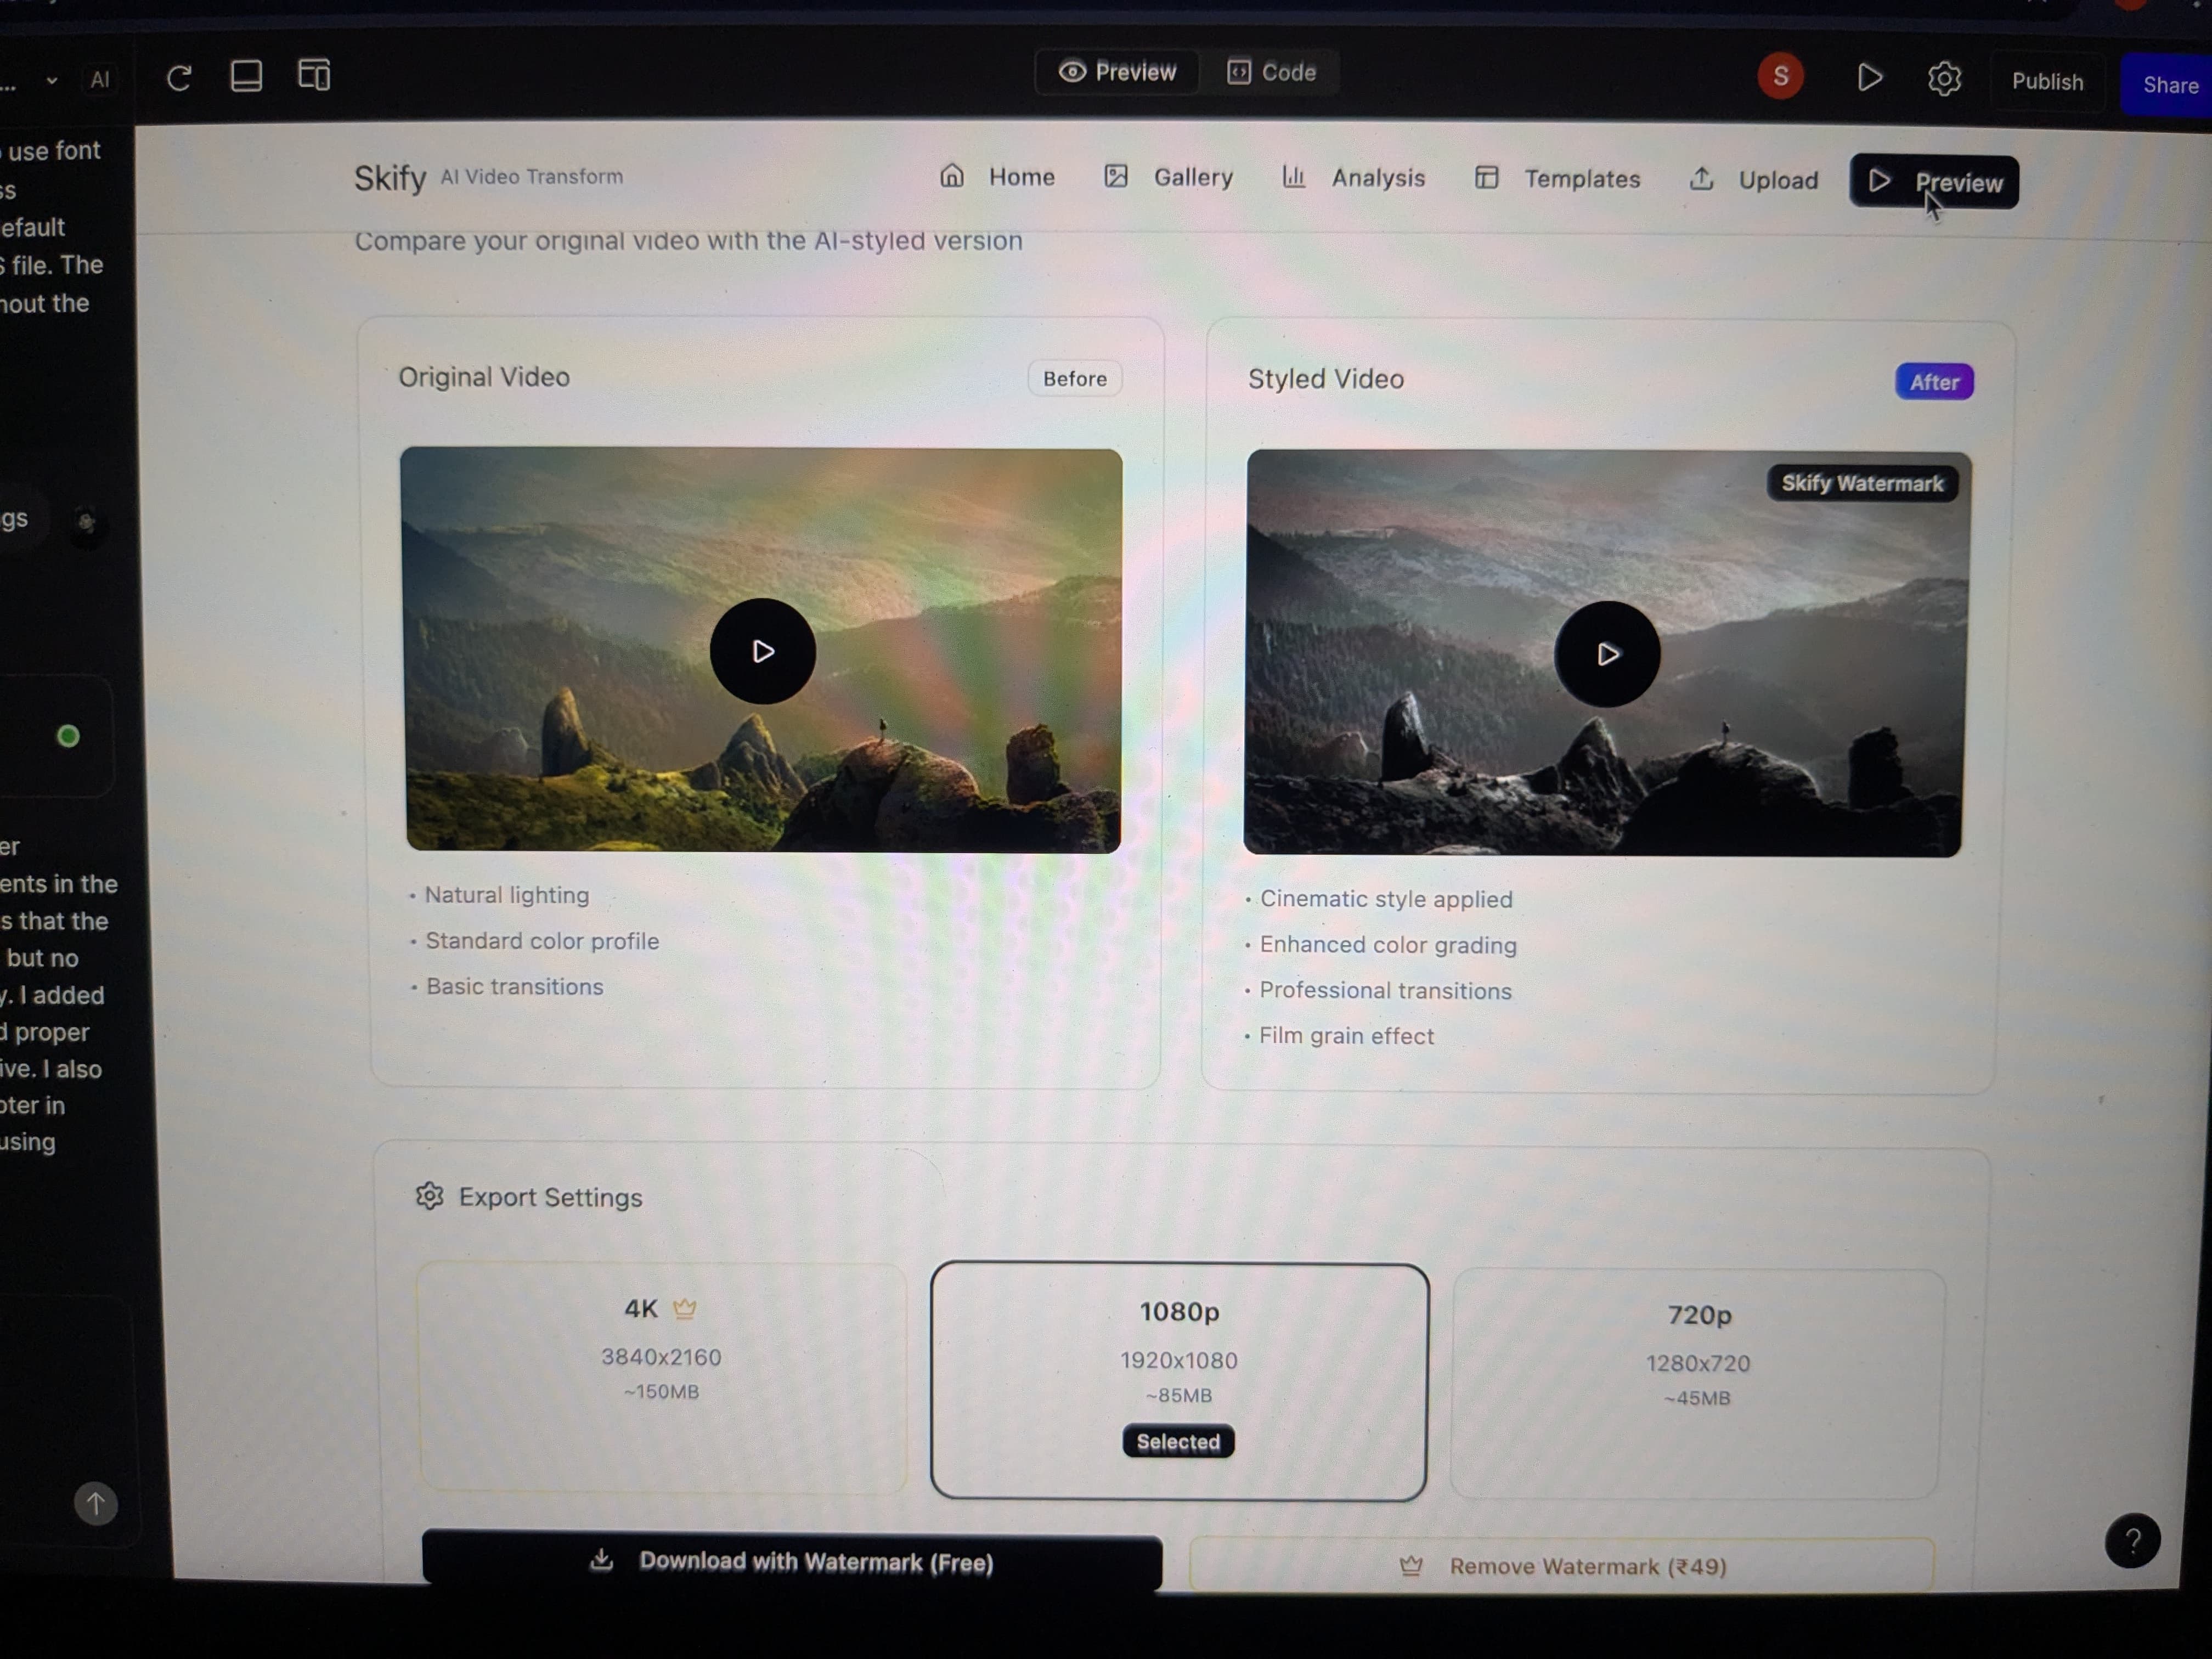 ... AI
Preview Code
S Publish Share
use font
ss
efault
file. The
hout the
gs
er
ents in the
s that the
but no
y. I added
d proper
ive. I also
oter in
using
Skify AI Video Transform
Home Gallery Analysis Templates Upload Preview
Compare your original video with the AI-styled version
Original Video Before
• Natural lighting
• Standard color profile
• Basic transitions
Styled Video After
Skify Watermark
• Cinematic style applied
• Enhanced color grading
• Professional transitions
• Film grain effect
Export Settings
4K
3840x2160
~150MB
1080p
1920x1080
~85MB
Selected
720p
1280x720
~45MB
Download with Watermark (Free)
Remove Watermark (₹49)
?